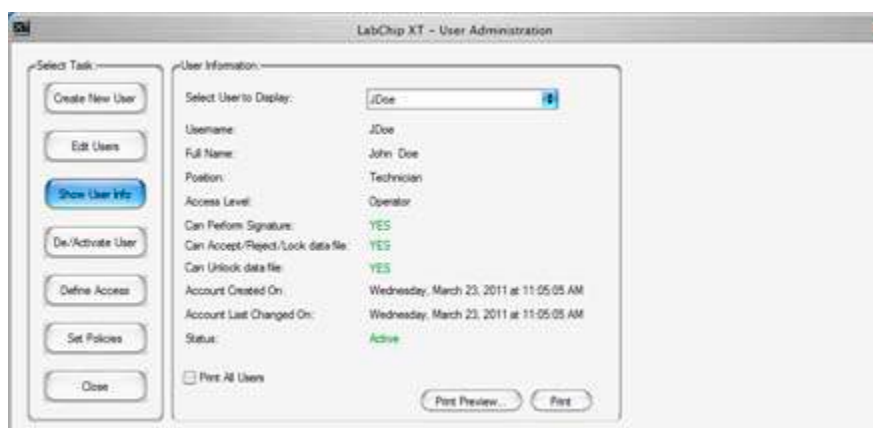 LabChip XT - User Administration
Select Task:
Create New User
Edit Users
Show User Info
De/Activate User
Define Access
Set Policies
Close
User Information:
Select User to Display: JDoe
Username: JDoe
Full Name: John Doe
Position: Technician
Access Level: Operator
Can Perform Signature: YES
Can Accept/Reject/Lock data file: YES
Can Unlock data file: YES
Account Created On: Wednesday, March 23, 2011 at 11:05:05 AM
Account Last Changed On: Wednesday, March 23, 2011 at 11:05:05 AM
Status: Active
Print All Users
Print Preview... Print